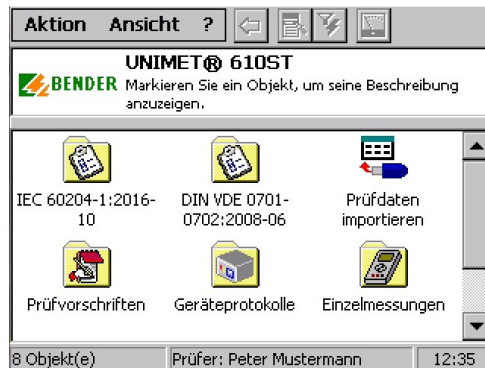 Aktion Ansicht ?
UNIMET® 610ST
BENDER Markieren Sie ein Objekt, um seine Beschreibung
anzuzeigen.
IEC 60204-1:2016-
10
DIN VDE 0701-
0702:2008-06
Prüfdaten
importieren
Prüfvorschriften
Geräteprotokolle
Einzelmessungen
8 Objekt(e)
Prüfer: Peter Mustermann
12:35